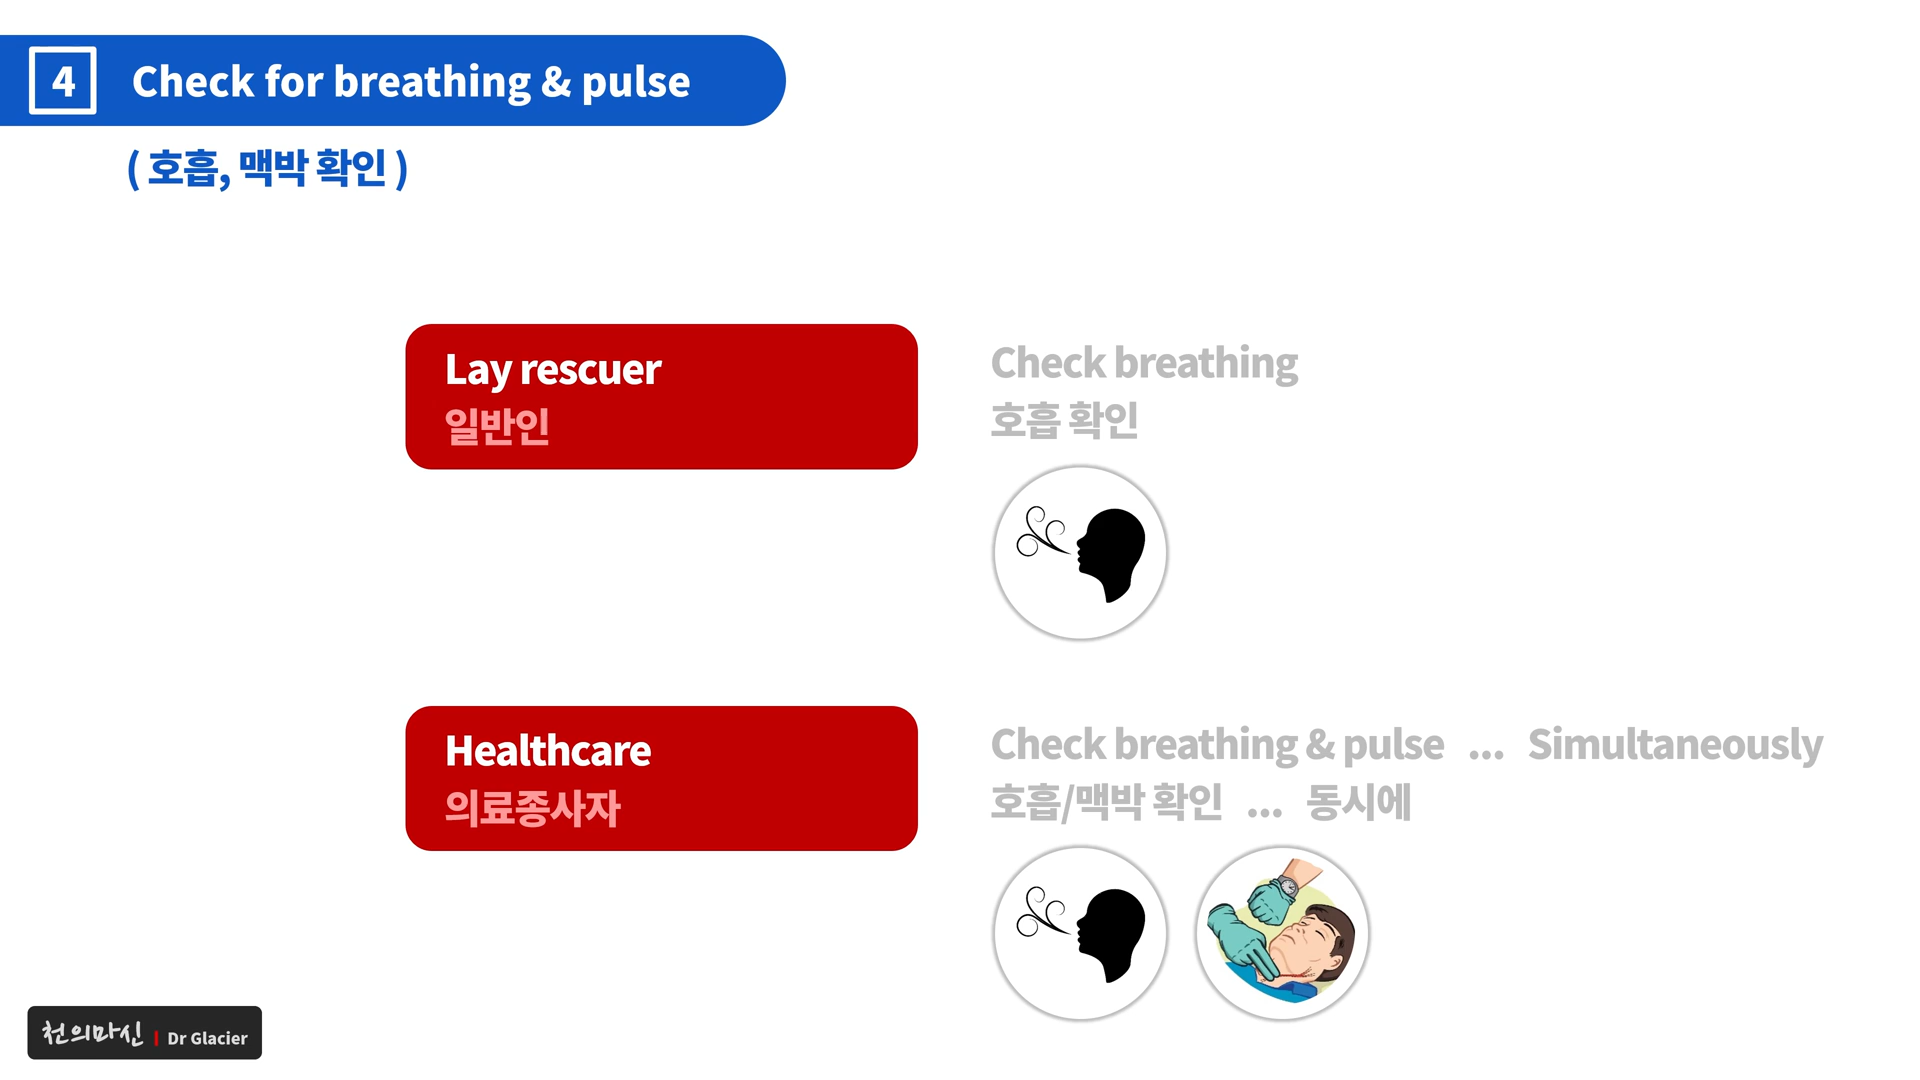 4
Check for breathing & pulse
( 호흡, 맥박 확인 )
Lay rescuer
일반인
Check breathing
호흡 확인
Healthcare
의료종사자
Check breathing & pulse ... Simultaneously
호흡/맥박 확인 ... 동시에
천의마신 | Dr Glacier